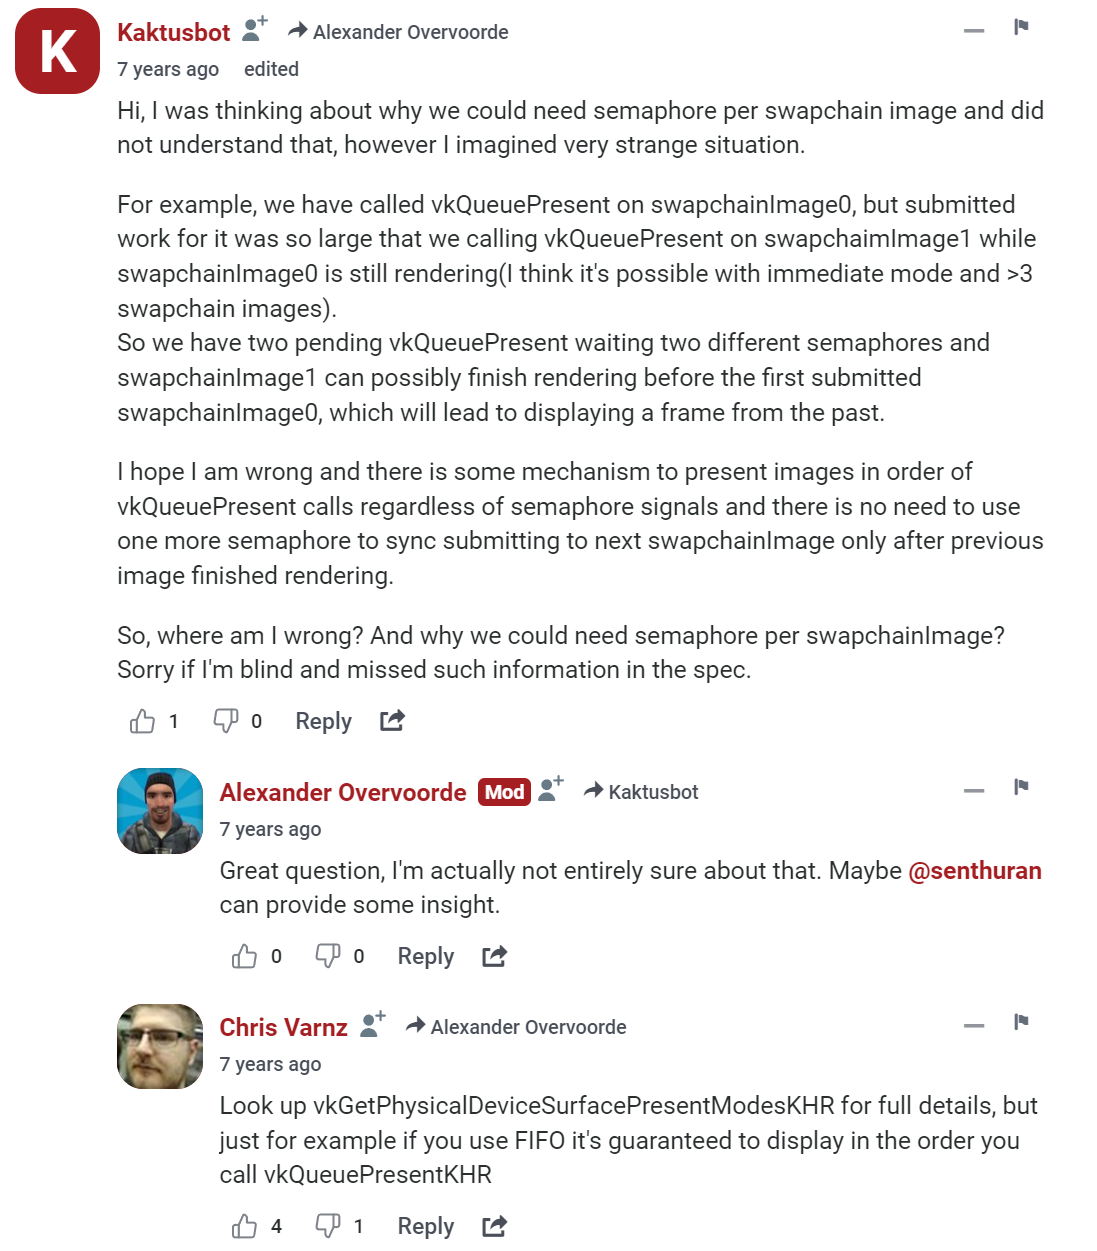 K
Kaktusbot Alexander Overvoorde
7 years ago edited
Hi, I was thinking about why we could need semaphore per swapchain image and did
not understand that, however I imagined very strange situation.
For example, we have called vkQueuePresent on swapchainImage0, but submitted
work for it was so large that we calling vkQueuePresent on swapchaimImage1 while
swapchainImage0 is still rendering(I think it's possible with immediate mode and >3
swapchain images).
So we have two pending vkQueuePresent waiting two different semaphores and
swapchainImage1 can possibly finish rendering before the first submitted
swapchainImage0, which will lead to displaying a frame from the past.
I hope I am wrong and there is some mechanism to present images in order of
vkQueuePresent calls regardless of semaphore signals and there is no need to use
one more semaphore to sync submitting to next swapchainImage only after previous
image finished rendering.
So, where am I wrong? And why we could need semaphore per swapchainImage?
Sorry if I'm blind and missed such information in the spec.
1 0 Reply
Alexander Overvoorde Mod Kaktusbot
7 years ago
Great question, I'm actually not entirely sure about that. Maybe @senthuran
can provide some insight.
0 0 Reply
Chris Varnz Alexander Overvoorde
7 years ago
Look up vkGetPhysicalDeviceSurfacePresentModesKHR for full details, but
just for example if you use FIFO it's guaranteed to display in the order you
call vkQueuePresentKHR
4 1 Reply